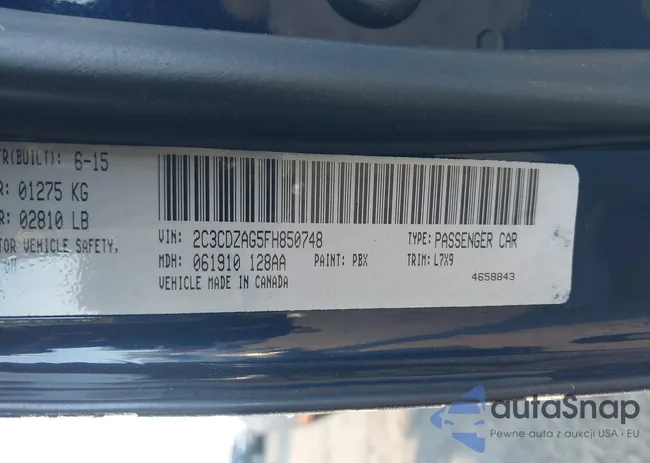 TR(BUILT): 6-15
R: 01275 KG
R: 02810 LB
TOR VEHICLE SAFETY,
VIN: 2C3CDZAG5FH850748 TYPE: PASSENGER CAR
MDH: 061910 128AA PAINT: PBX TRIM: L7X9
VEHICLE MADE IN CANADA
4658843
autaSnap
Pewne auta z aukcji USA i EU